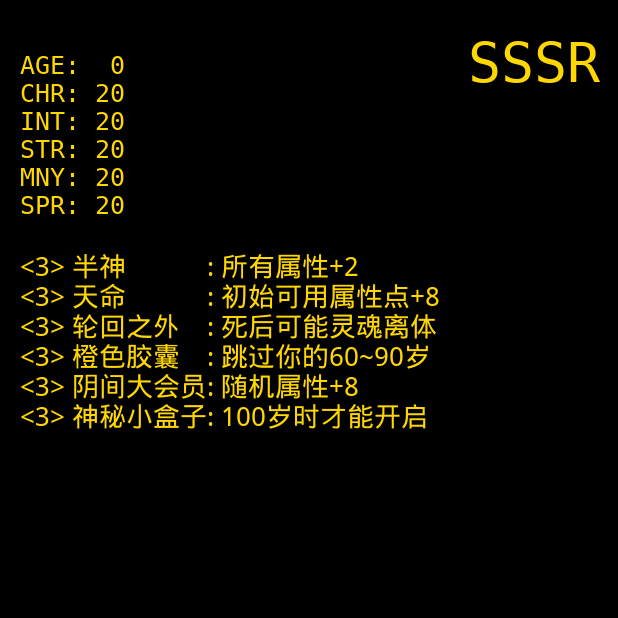 SSSR
AGE:  0
CHR: 20
INT: 20
STR: 20
MNY: 20
SPR: 20
<3> 半神 : 所有属性+2
<3> 天命 : 初始可用属性点+8
<3> 轮回之外 : 死后可能灵魂离体
<3> 橙色胶囊 : 跳过你的60~90岁
<3> 阴间大会员: 随机属性+8
<3> 神秘小盒子: 100岁时才能开启